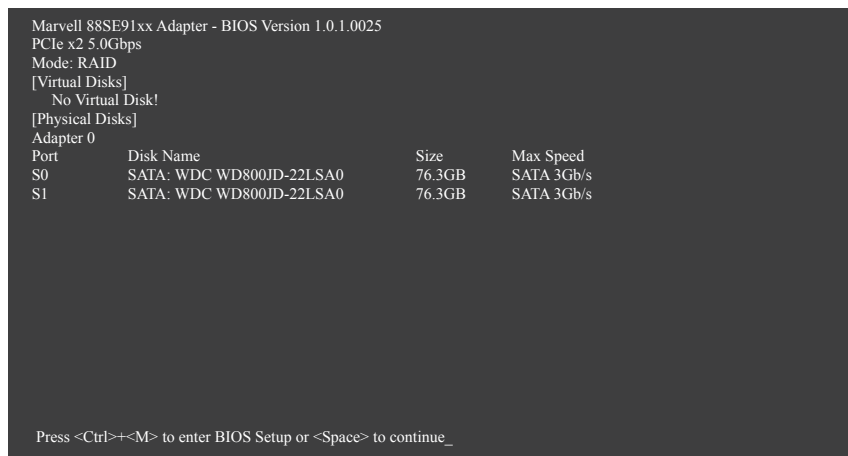 Marvell 88SE91xx Adapter - BIOS Version 1.0.1.0025
PCIe x2 5.0Gbps
Mode: RAID
[Virtual Disks]
No Virtual Disk!
[Physical Disks]
Adapter 0
Port Disk Name Size Max Speed
S0 SATA: WDC WD800JD-22LSA0 76.3GB SATA 3Gb/s
S1 SATA: WDC WD800JD-22LSA0 76.3GB SATA 3Gb/s
Press <Ctrl>+<M> to enter BIOS Setup or <Space> to continue_